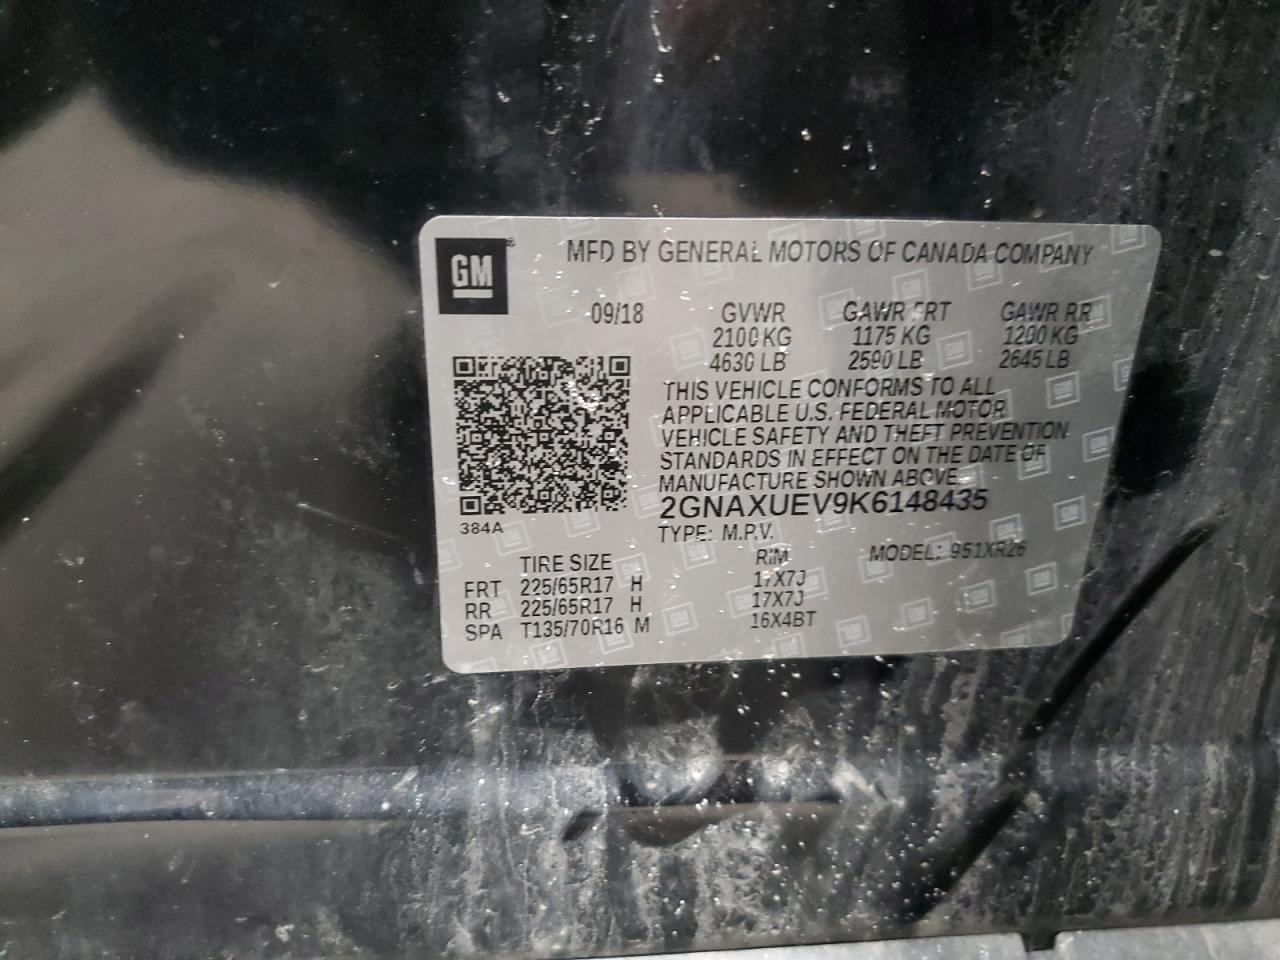 GM
MFD BY GENERAL MOTORS OF CANADA COMPANY
09/18 GVWR GAWR FRT GAWR RR
2100 KG 1175 KG 1200 KG
4630 LB 2590 LB 2645 LB
THIS VEHICLE CONFORMS TO ALL
APPLICABLE U.S. FEDERAL MOTOR
VEHICLE SAFETY AND THEFT PREVENTION
STANDARDS IN EFFECT ON THE DATE OF
MANUFACTURE SHOWN ABOVE.
2GNAXUEV9K6148435
384A
TYPE: M.P.V.
TIRE SIZE RIM MODEL: 951XR26
FRT 225/65R17 H 17X7J
RR 225/65R17 H 17X7J
SPA T135/70R16 M 16X4BT